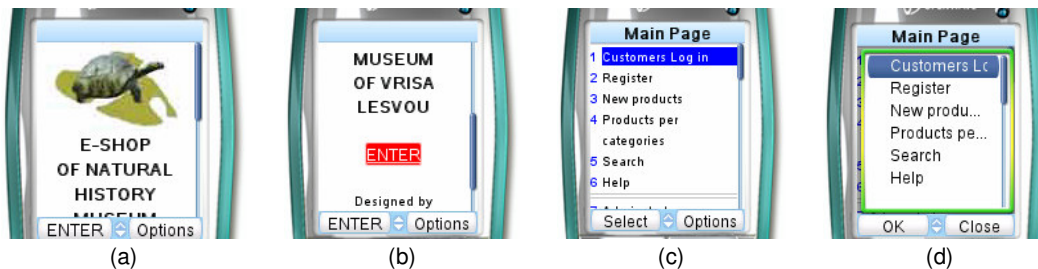 E-SHOP
OF NATURAL
HISTORY
MUSEUM
ENTER Options
(a)
MUSEUM
OF VRISA
LESVOU
ENTER
Designed by
ENTER Options
(b)
Main Page
1 Customers Log in
2 Register
3 New products
4 Products per
categories
5 Search
6 Help
7
Select Options
(c)
Main Page
Customers Lo
Register
New produ...
Products pe...
Search
Help
OK Close
(d)